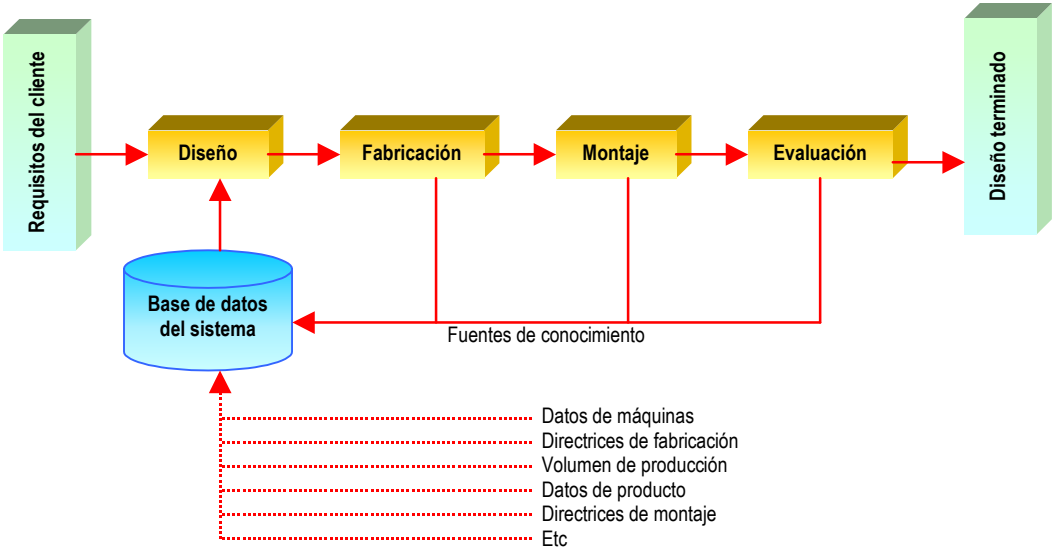 Requisitos del cliente
Diseño
Fabricación
Montaje
Evaluación
Diseño terminado
Base de datos
del sistema
Fuentes de conocimiento
Datos de máquinas
Directrices de fabricación
Volumen de producción
Datos de producto
Directrices de montaje
Etc